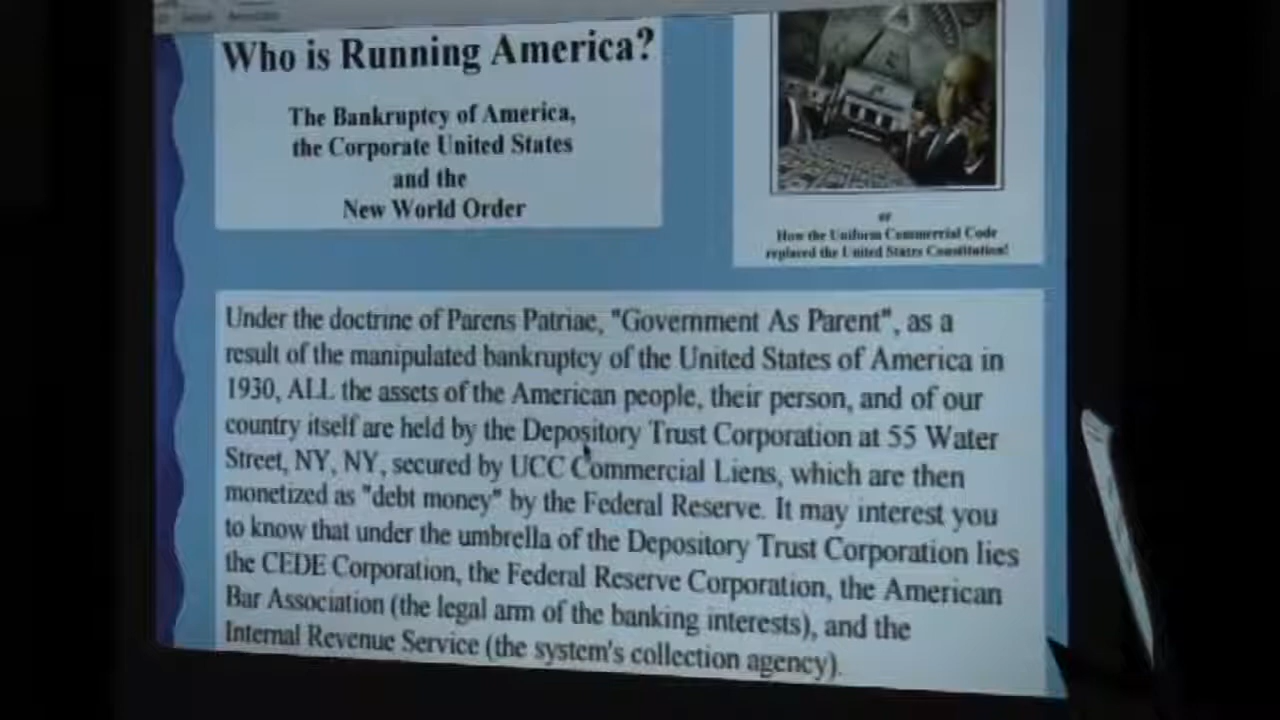 Who is Running America?
The Bankruptcy of America,
the Corporate United States
and the
New World Order
or
How the Uniform Commercial Code
replaced the United States Constitution!
Under the doctrine of Parens Patriae, "Government As Parent", as a
result of the manipulated bankruptcy of the United States of America in
1930, ALL the assets of the American people, their person, and of our
country itself are held by the Depository Trust Corporation at 55 Water
Street, NY, NY, secured by UCC Commercial Liens, which are then
monetized as "debt money" by the Federal Reserve. It may interest you
to know that under the umbrella of the Depository Trust Corporation lies
the CEDE Corporation, the Federal Reserve Corporation, the American
Bar Association (the legal arm of the banking interests), and the
Internal Revenue Service (the system's collection agency).